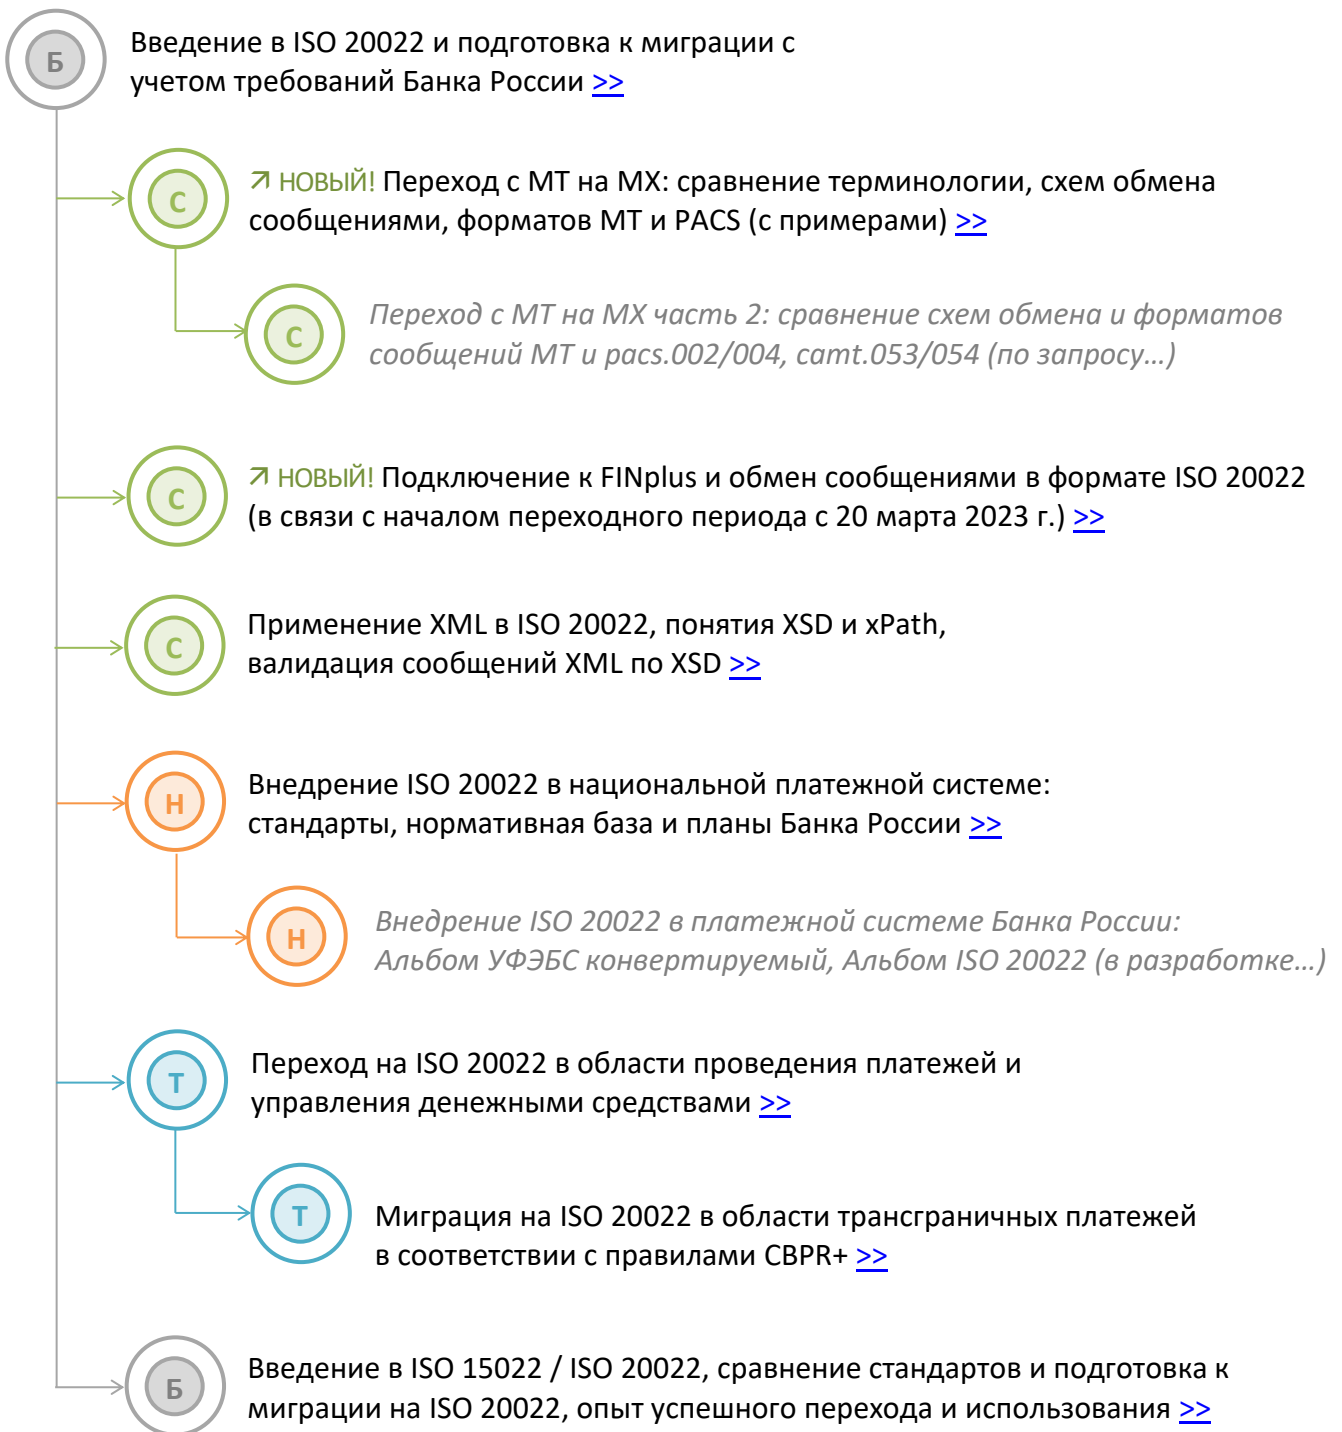 Б
Введение в ISO 20022 и подготовка к миграции с
учетом требований Банка России >>
С
НОВЫЙ! Переход с МТ на MX: сравнение терминологии, схем обмена
сообщениями, форматов МТ и PACS (с примерами) >>
С
Переход с МТ на MX часть 2: сравнение схем обмена и форматов
сообщений МТ и pacs.002/004, camt.053/054 (по запросу...)
С
НОВЫЙ! Подключение к FINplus и обмен сообщениями в формате ISO 20022
(в связи с началом переходного периода с 20 марта 2023 г.) >>
С
Применение XML в ISO 20022, понятия XSD и xPath,
валидация сообщений XML по XSD >>
Н
Внедрение ISO 20022 в национальной платежной системе:
стандарты, нормативная база и планы Банка России >>
Н
Внедрение ISO 20022 в платежной системе Банка России:
Альбом УФЭБС конвертируемый, Альбом ISO 20022 (в разработке...)
Т
Переход на ISO 20022 в области проведения платежей и
управления денежными средствами >>
Т
Миграция на ISO 20022 в области трансграничных платежей
в соответствии с правилами CBPR+ >>
Б
Введение в ISO 15022 / ISO 20022, сравнение стандартов и подготовка к
миграции на ISO 20022, опыт успешного перехода и использования >>